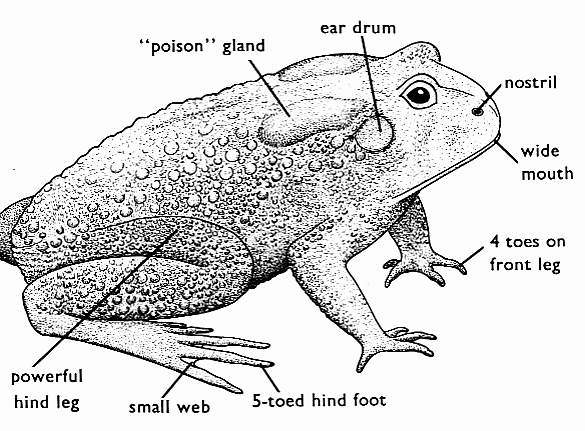 ear drum
“poison” gland
nostril
wide
mouth
4 toes on
front leg
powerful
hind leg
small web
5-toed hind foot